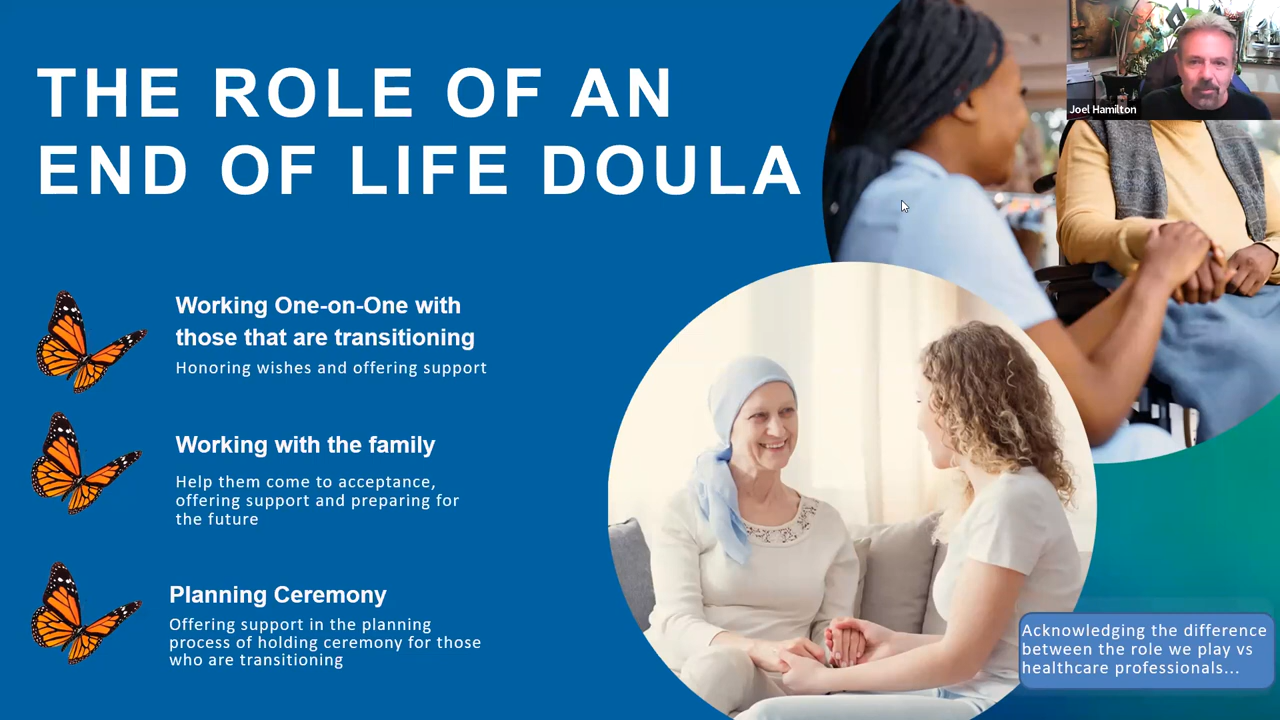 THE ROLE OF AN
END OF LIFE DOULA
Joel Hamilton
Working One-on-One with
those that are transitioning
Honoring wishes and offering support
Working with the family
Help them come to acceptance,
offering support and preparing for
the future
Planning Ceremony
Offering support in the planning
process of holding ceremony for those
who are transitioning
Acknowledging the difference
between the role we play vs
healthcare professionals...